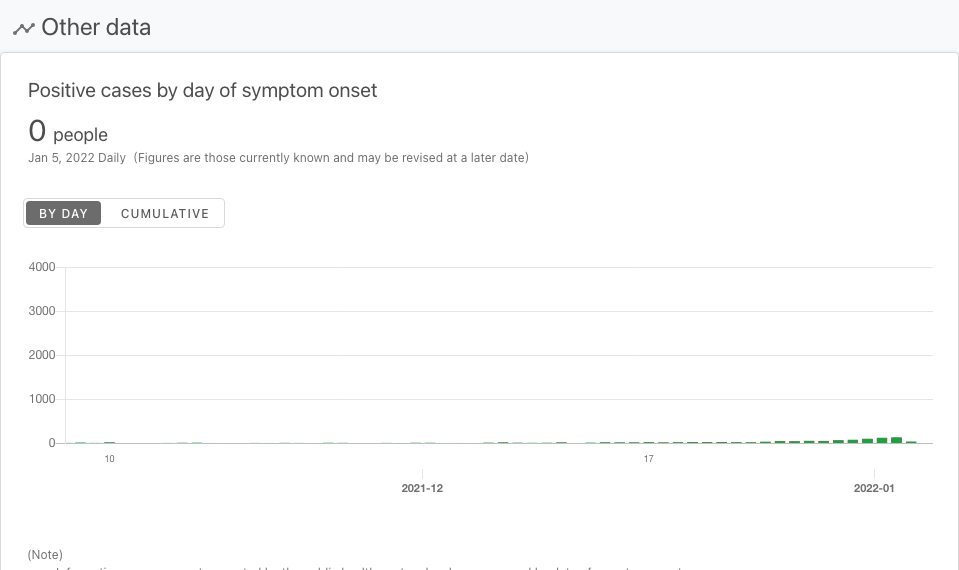 Other data
Positive cases by day of symptom onset
0 people
Jan 5, 2022 Daily (Figures are those currently known and may be revised at a later date)
BY DAY CUMULATIVE
4000
3000
2000
1000
0
10 17
2021-12 2022-01
(Note)